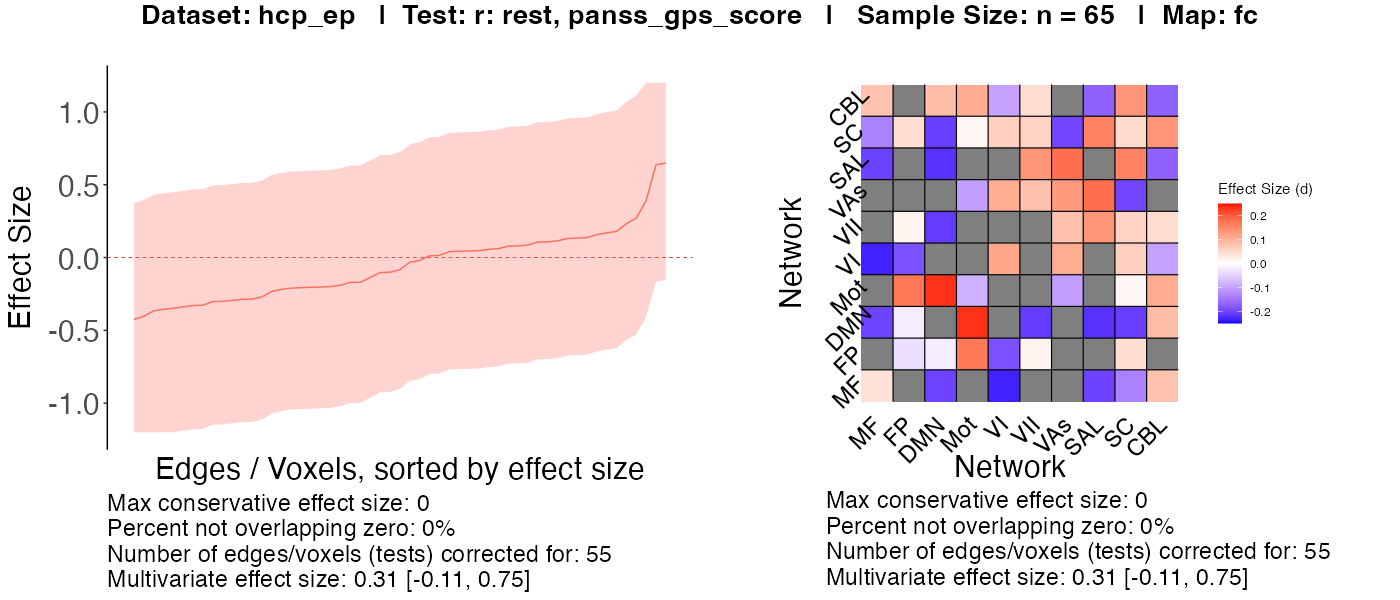 Dataset: hcp_ep | Test: r: rest, panss_gps_score | Sample Size: n = 65 | Map: fc
Effect Size
1.0
0.5
0.0
-0.5
-1.0
Edges / Voxels, sorted by effect size
Max conservative effect size: 0
Percent not overlapping zero: 0%
Number of edges/voxels (tests) corrected for: 55
Multivariate effect size: 0.31 [-0.11, 0.75]
Network
CBL
SC
SAL
VAs
VII
VI
Mot
DMN
FP
MF
MF
FP
DMN
Mot
VI
VII
VAs
SAL
SC
CBL
Network
Effect Size (d)
0.2
0.1
0.0
-0.1
-0.2
Max conservative effect size: 0
Percent not overlapping zero: 0%
Number of edges/voxels (tests) corrected for: 55
Multivariate effect size: 0.31 [-0.11, 0.75]